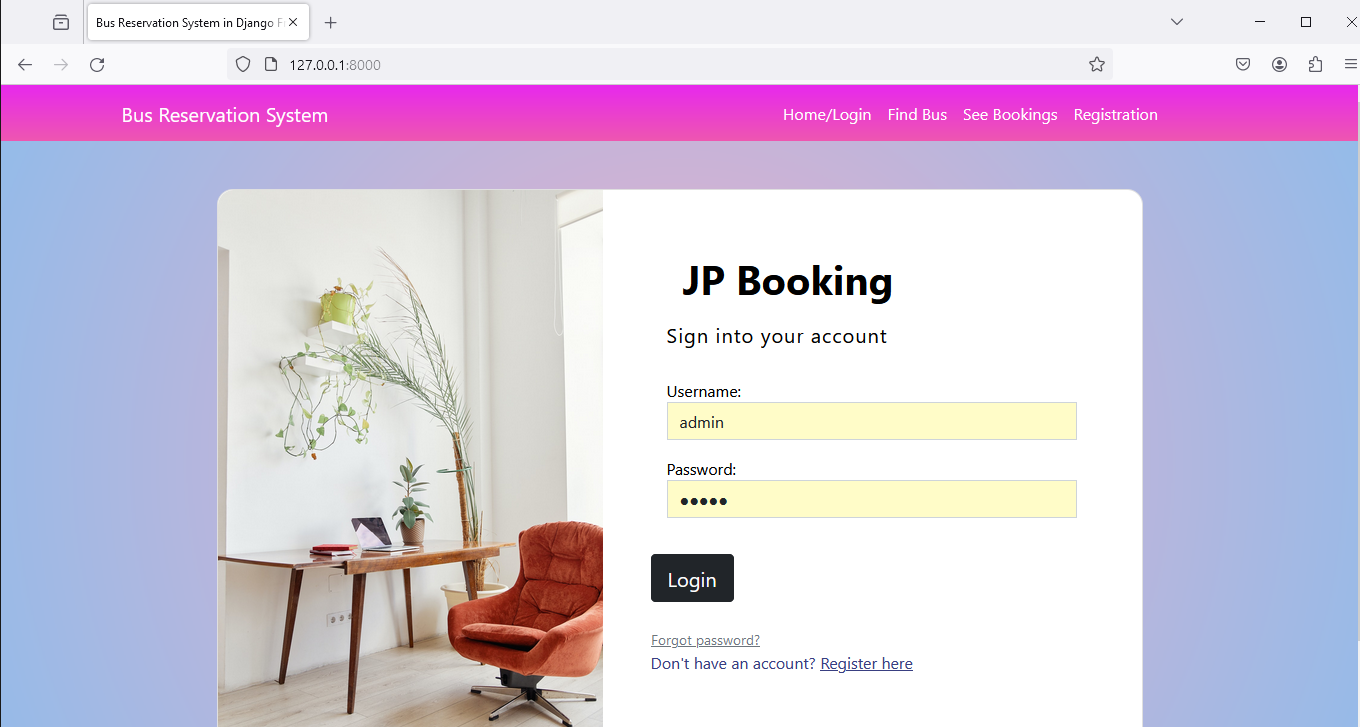 Bus Reservation System in Django
127.0.0.1:8000
Bus Reservation System
Home/Login Find Bus See Bookings Registration
JP Booking
Sign into your account
Username:
admin
Password:
●●●●●
Login
Forgot password?
Don't have an account? Register here